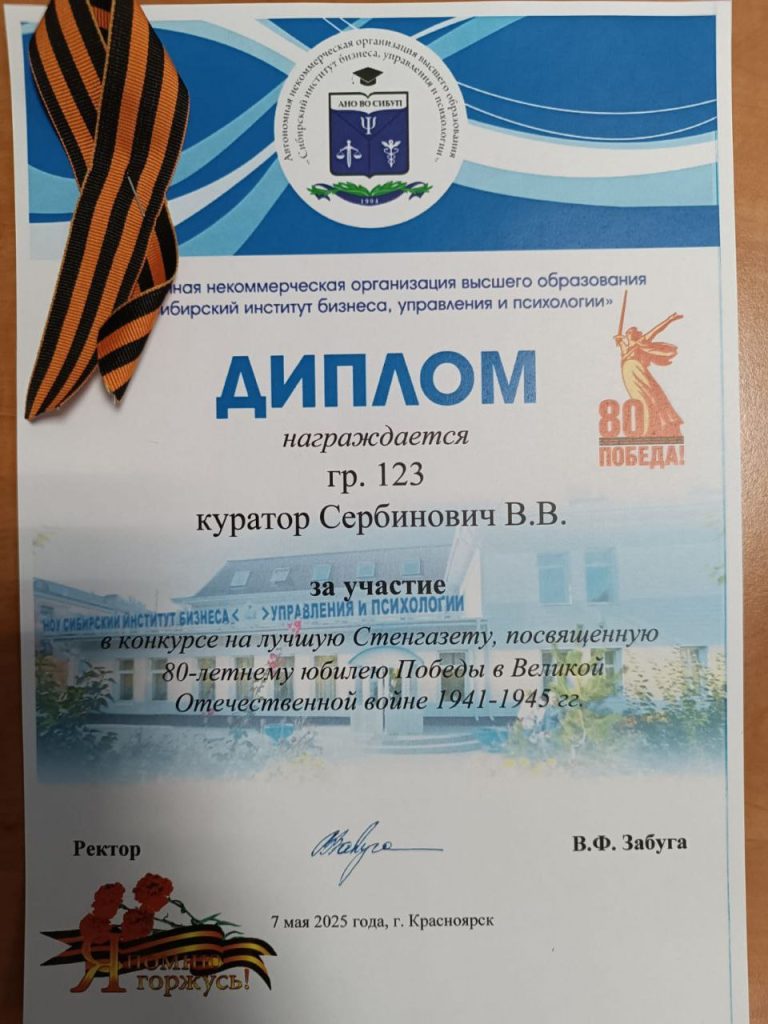 Автономная некоммерческая организация высшего образования
"Сибирский институт бизнеса, управления и психологии"
АНО ВО СИБУП
Ψ
1994
ная некоммерческая организация высшего образования
ибирский институт бизнеса, управления и психологии»
ДИПЛОМ
80
ПОБЕДА!
награждается
гр. 123
куратор Сербинович В.В.
за участие
НОУ СИБИРСКИЙ ИНСТИТУТ БИЗНЕСА < > УПРАВЛЕНИЯ И ПСИХОЛОГИИ
в конкурсе на лучшую Стенгазету, посвященную
80-летнему юбилею Победы в Великой
Отечественной войне 1941-1945 гг.
Ректор
В.Ф. Забуга
7 мая 2025 года, г. Красноярск
Я помню
горжусь!